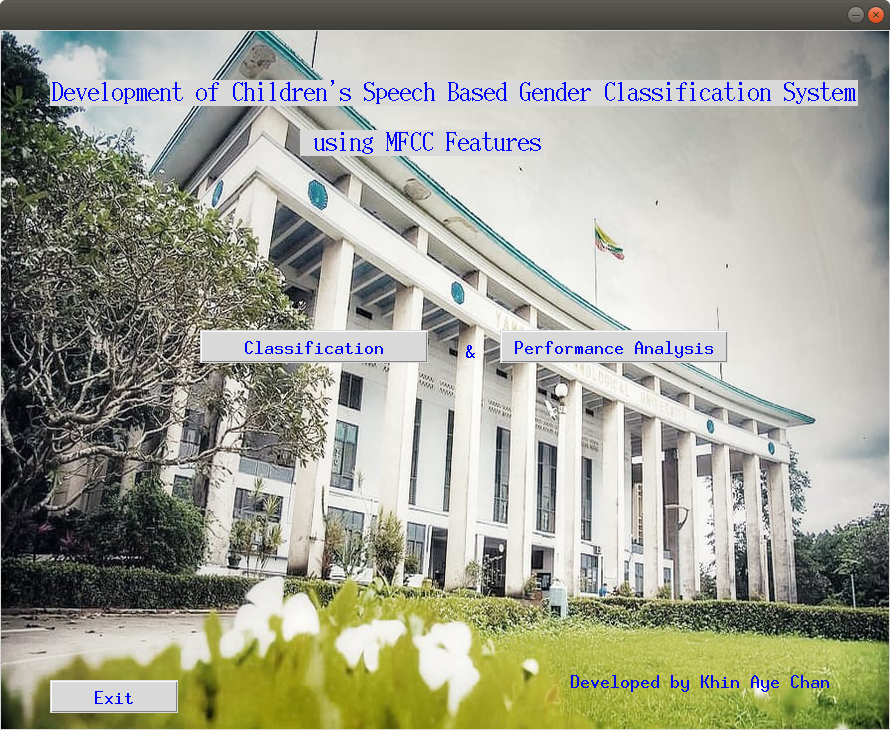 Development of Children's Speech Based Gender Classification System
using MFCC Features
Classification
&
Performance Analysis
Exit
Developed by Khin Aye Chan